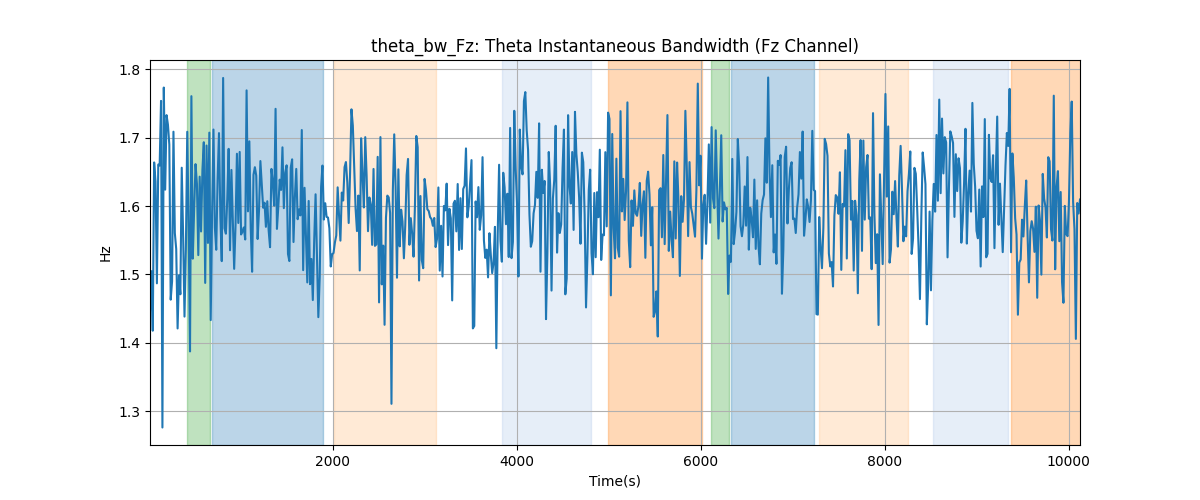 theta_bw_Fz: Theta Instantaneous Bandwidth (Fz Channel)
1.8
1.7
1.6
1.5
1.4
1.3
Hz
2000 4000 6000 8000 10000
Time(s)